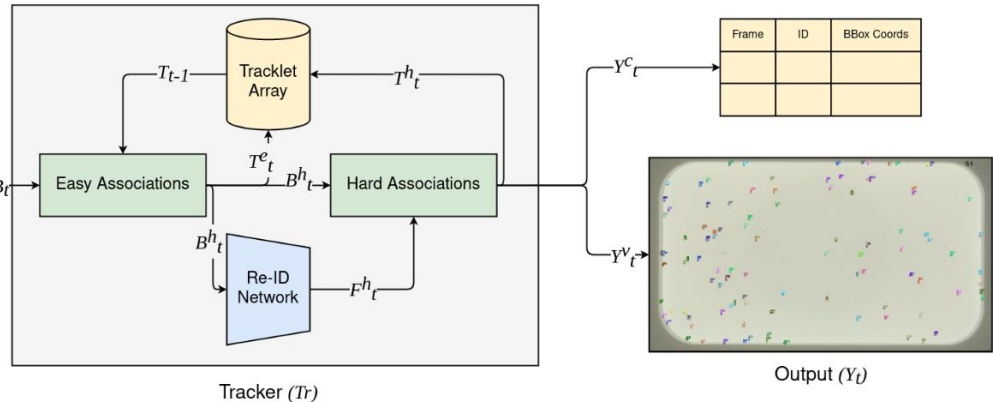 Frame ID BBox Coords
Tracklet
Array
T_{t-1}
T^h_t
Y^c_t
T^e_t
Easy Associations
B^h_t
Hard Associations
B^h_t
Re-ID
Network
F^h_t
Y^v_t
Tracker (Tr)
Output (Y_t)